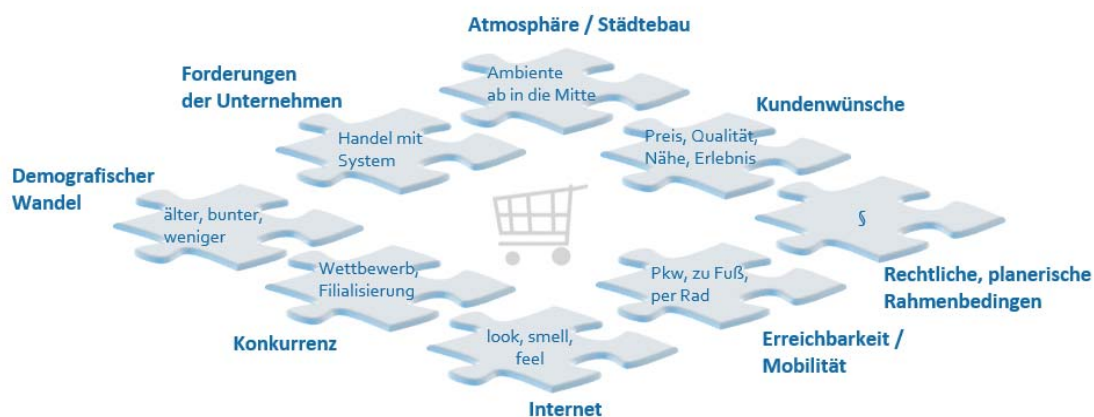 Atmosphäre / Städtebau
Ambiente
ab in die Mitte
Forderungen
der Unternehmen
Handel mit
System
Kundenwünsche
Preis, Qualität,
Nähe, Erlebnis
Demografischer
Wandel
älter, bunter,
weniger
§
Rechtliche, planerische
Rahmenbedingen
Wettbewerb,
Filialisierung
Konkurrenz
Pkw, zu Fuß,
per Rad
Erreichbarkeit /
Mobilität
look, smell,
feel
Internet